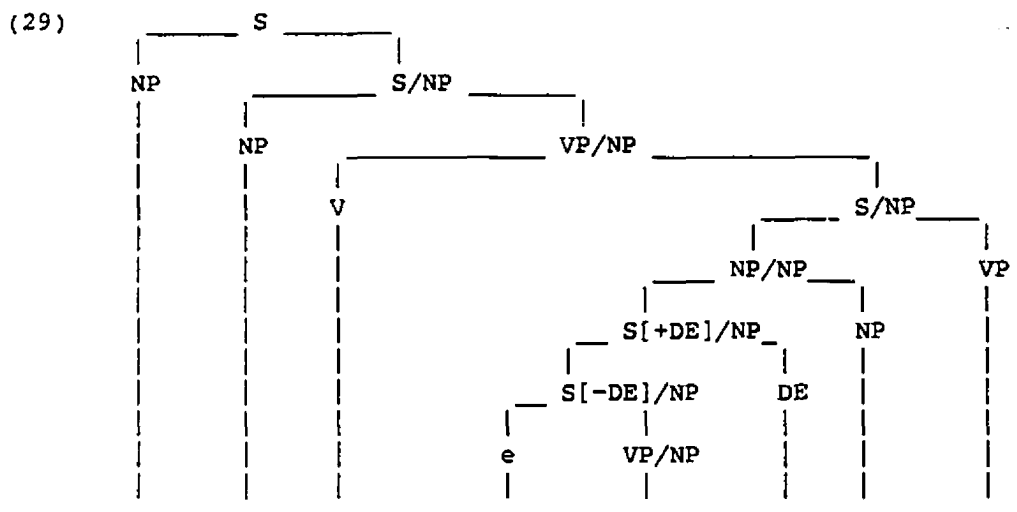 (29) S
NP S/NP
NP VP/NP
V S/NP
NP/NP VP
S[+DE]/NP NP
S[-DE]/NP DE
e VP/NP